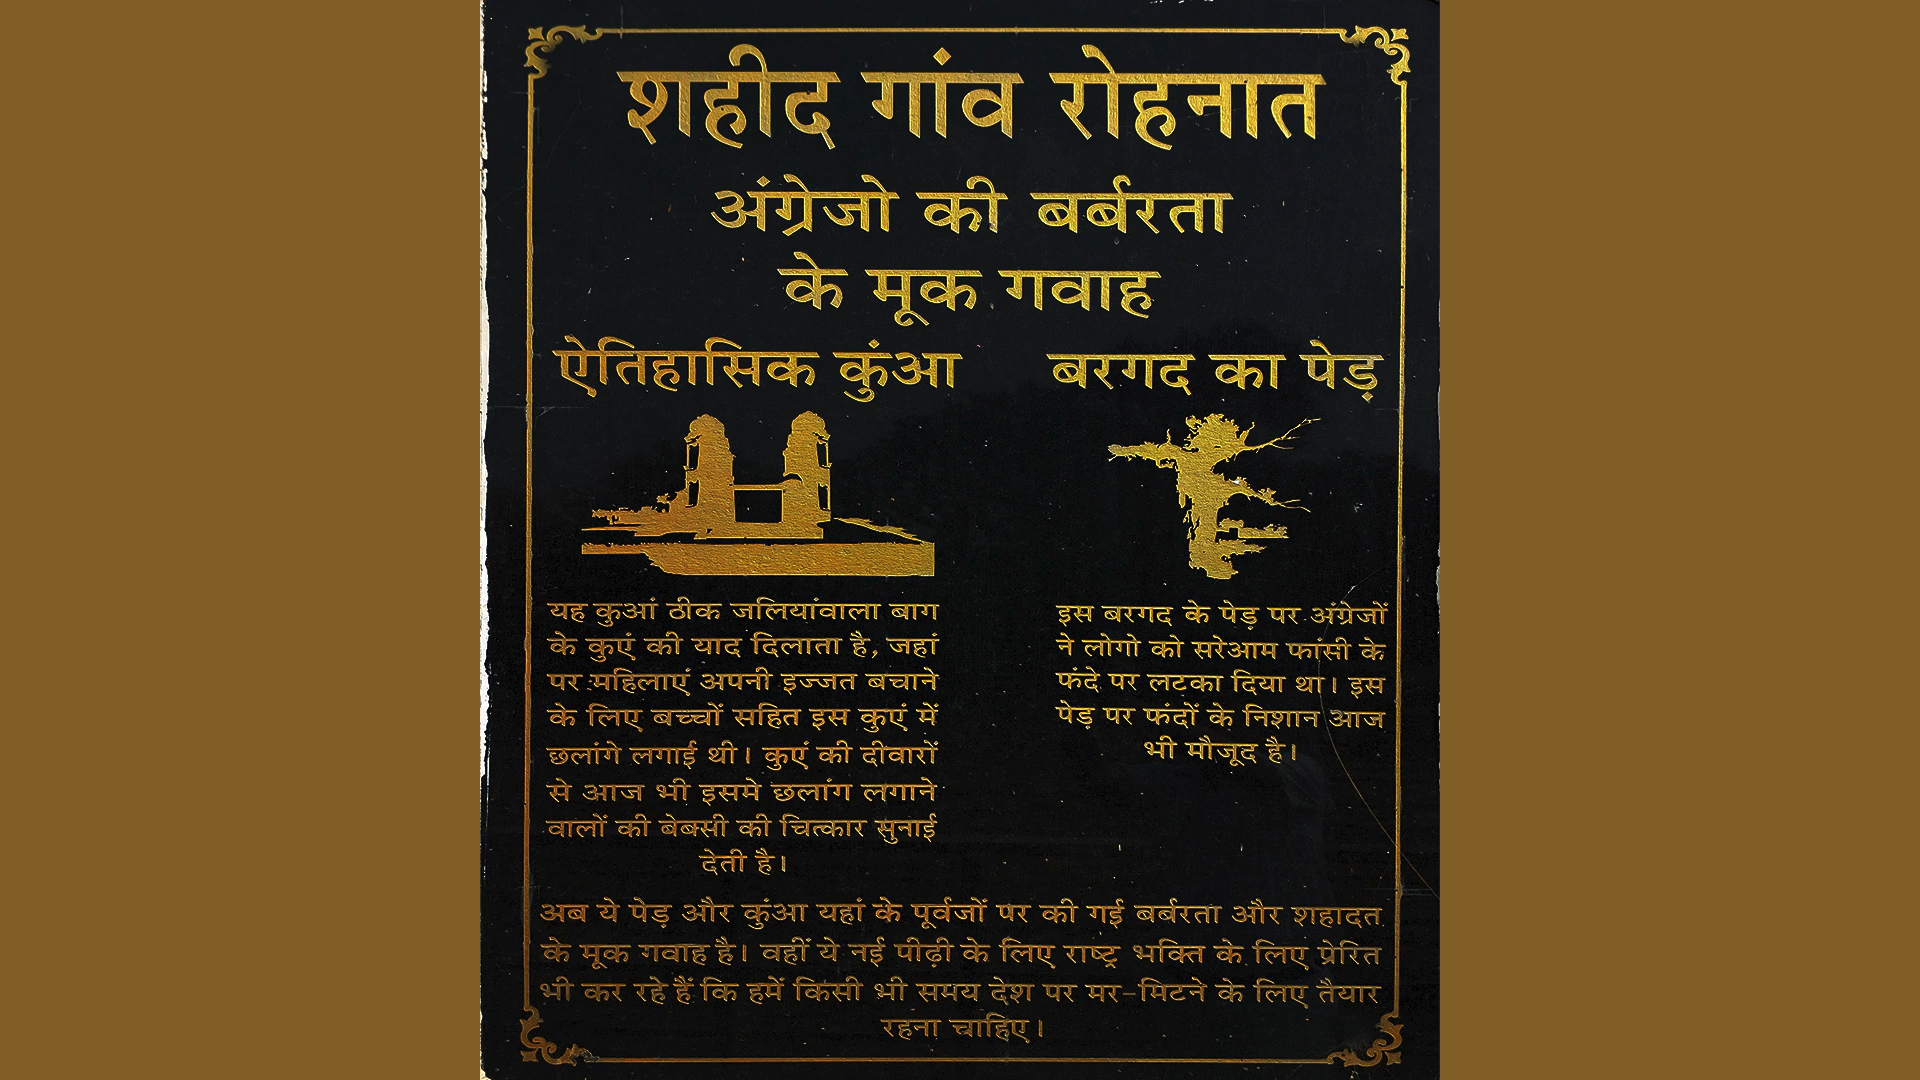 शहीद गांव रोहनात
अंग्रेजो की बर्बरता
के मूक गवाह
ऐतिहासिक कुंआ
यह कुआं ठीक जलियांवाला बाग
के कुएं की याद दिलाता है, जहां
पर महिलाएं अपनी इज्जत बचाने
के लिए बच्चों सहित इस कुएं में
छलांगे लगाई थी। कुएं की दीवारों
से आज भी इसमे छलांग लगाने
वालों की बेबसी की चित्कार सुनाई
देती है।
बरगद का पेड़
इस बरगद के पेड़ पर अंग्रेजों
ने लोगो को सरेआम फांसी के
फंदे पर लटका दिया था। इस
पेड़ पर फंदों के निशान आज
भी मौजूद है।
अब ये पेड़ और कुंआ यहां के पूर्वजों पर की गई बर्बरता और शहादत
के मूक गवाह है। वहीं ये नई पीढ़ी के लिए राष्ट्र भक्ति के लिए प्रेरित
भी कर रहे हैं कि हमें किसी भी समय देश पर मर-मिटने के लिए तैयार
रहना चाहिए।